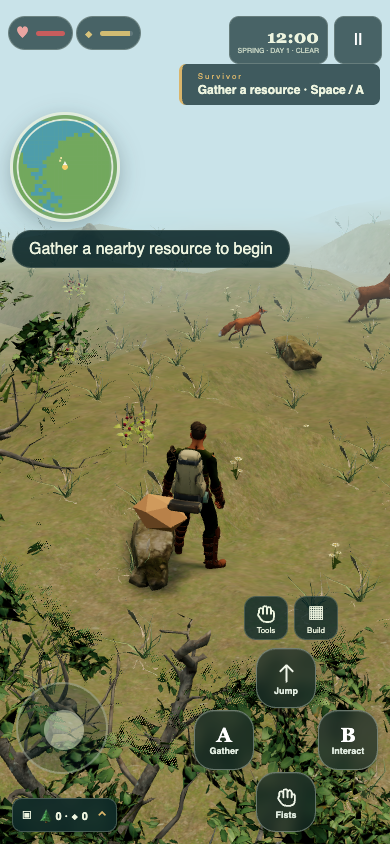 12:00
SPRING · DAY 1 · CLEAR
Survivor
Gather a resource · Space / A
Gather a nearby resource to begin
Tools
Build
Jump
A
Gather
B
Interact
Fists
0 · ◆ 0